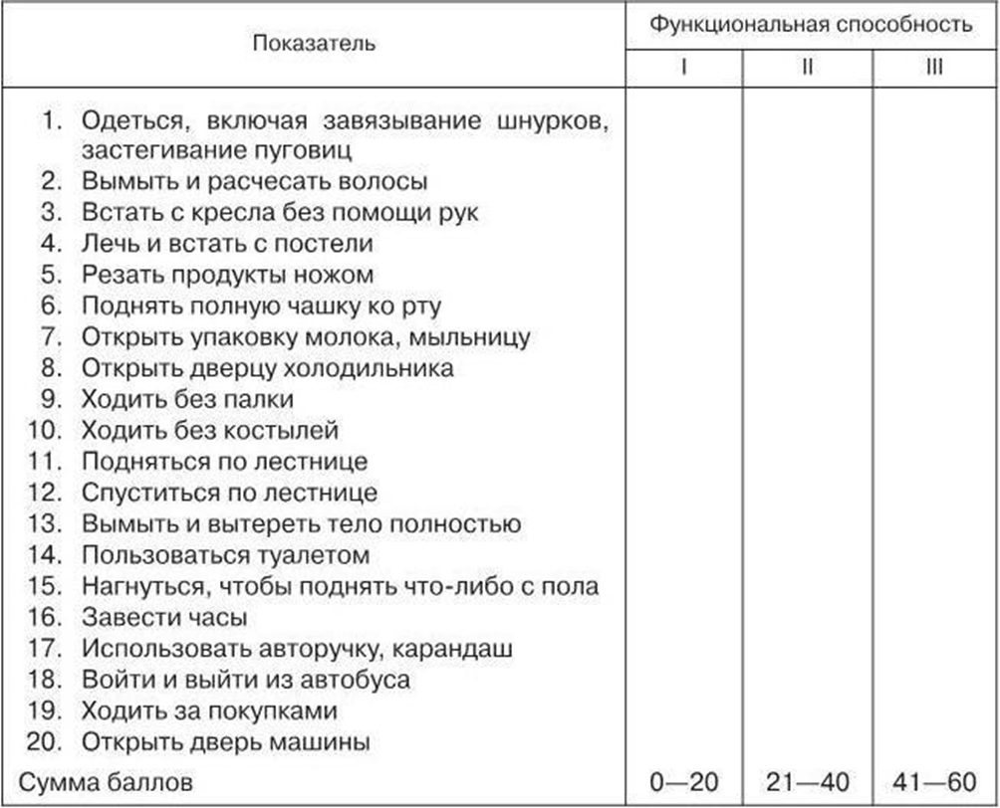 Показатель
Функциональная способность
I II III
1. Одеться, включая завязывание шнурков,
застегивание пуговиц
2. Вымыть и расчесать волосы
3. Встать с кресла без помощи рук
4. Лечь и встать с постели
5. Резать продукты ножом
6. Поднять полную чашку ко рту
7. Открыть упаковку молока, мыльницу
8. Открыть дверцу холодильника
9. Ходить без палки
10. Ходить без костылей
11. Подняться по лестнице
12. Спуститься по лестнице
13. Вымыть и вытереть тело полностью
14. Пользоваться туалетом
15. Нагнуться, чтобы поднять что-либо с пола
16. Завести часы
17. Использовать авторучку, карандаш
18. Войти и выйти из автобуса
19. Ходить за покупками
20. Открыть дверь машины
Сумма баллов 0—20 21—40 41—60